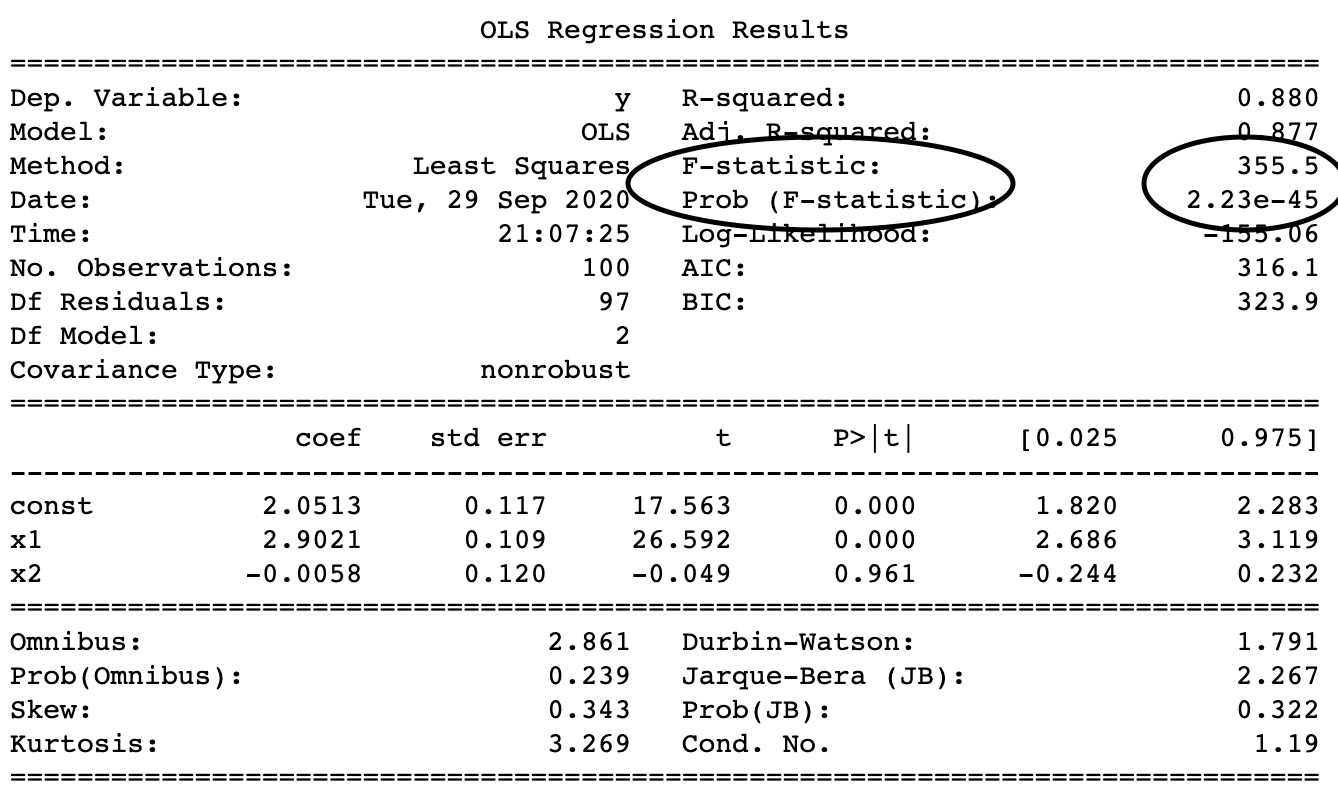 OLS Regression Results
==============================================================================
Dep. Variable:                      y   R-squared:                       0.880
Model:                            OLS   Adj. R-squared:                  0.877
Method:                 Least Squares   F-statistic:                     355.5
Date:                Tue, 29 Sep 2020   Prob (F-statistic):           2.23e-45
Time:                        21:07:25   Log-Likelihood:                -155.06
No. Observations:                 100   AIC:                             316.1
Df Residuals:                      97   BIC:                             323.9
Df Model:                           2
Covariance Type:            nonrobust
==============================================================================
                 coef    std err          t      P>|t|      [0.025      0.975]
------------------------------------------------------------------------------
const          2.0513      0.117     17.563      0.000       1.820       2.283
x1             2.9021      0.109     26.592      0.000       2.686       3.119
x2            -0.0058      0.120     -0.049      0.961      -0.244       0.232
==============================================================================
Omnibus:                        2.861   Durbin-Watson:                   1.791
Prob(Omnibus):                  0.239   Jarque-Bera (JB):                2.267
Skew:                           0.343   Prob(JB):                        0.322
Kurtosis:                       3.269   Cond. No.                         1.19
==============================================================================